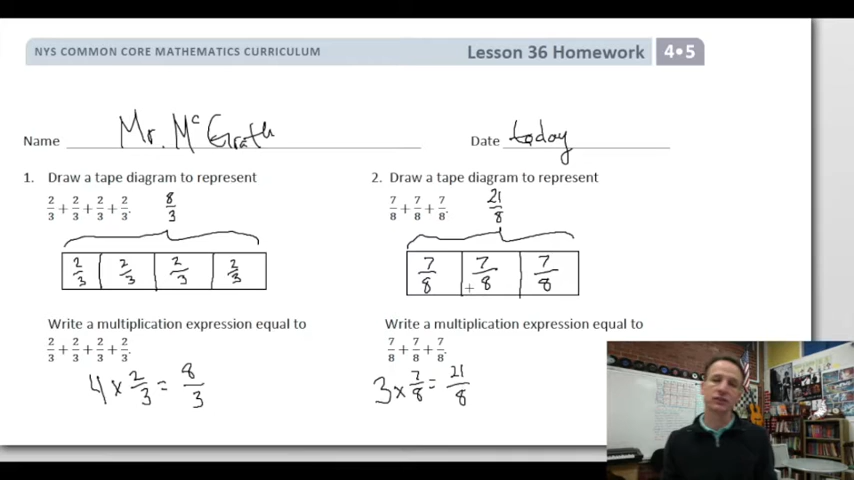 NYS COMMON CORE MATHEMATICS CURRICULUM Lesson 36 Homework 4•5
Name Mr. McGrath Date today
1. Draw a tape diagram to represent
2/3 + 2/3 + 2/3 + 2/3.
8/3
2/3 2/3 2/3 2/3
Write a multiplication expression equal to
2/3 + 2/3 + 2/3 + 2/3.
4 × 2/3 = 8/3
2. Draw a tape diagram to represent
7/8 + 7/8 + 7/8.
21/8
7/8 7/8 7/8
Write a multiplication expression equal to
7/8 + 7/8 + 7/8.
3 × 7/8 = 21/8